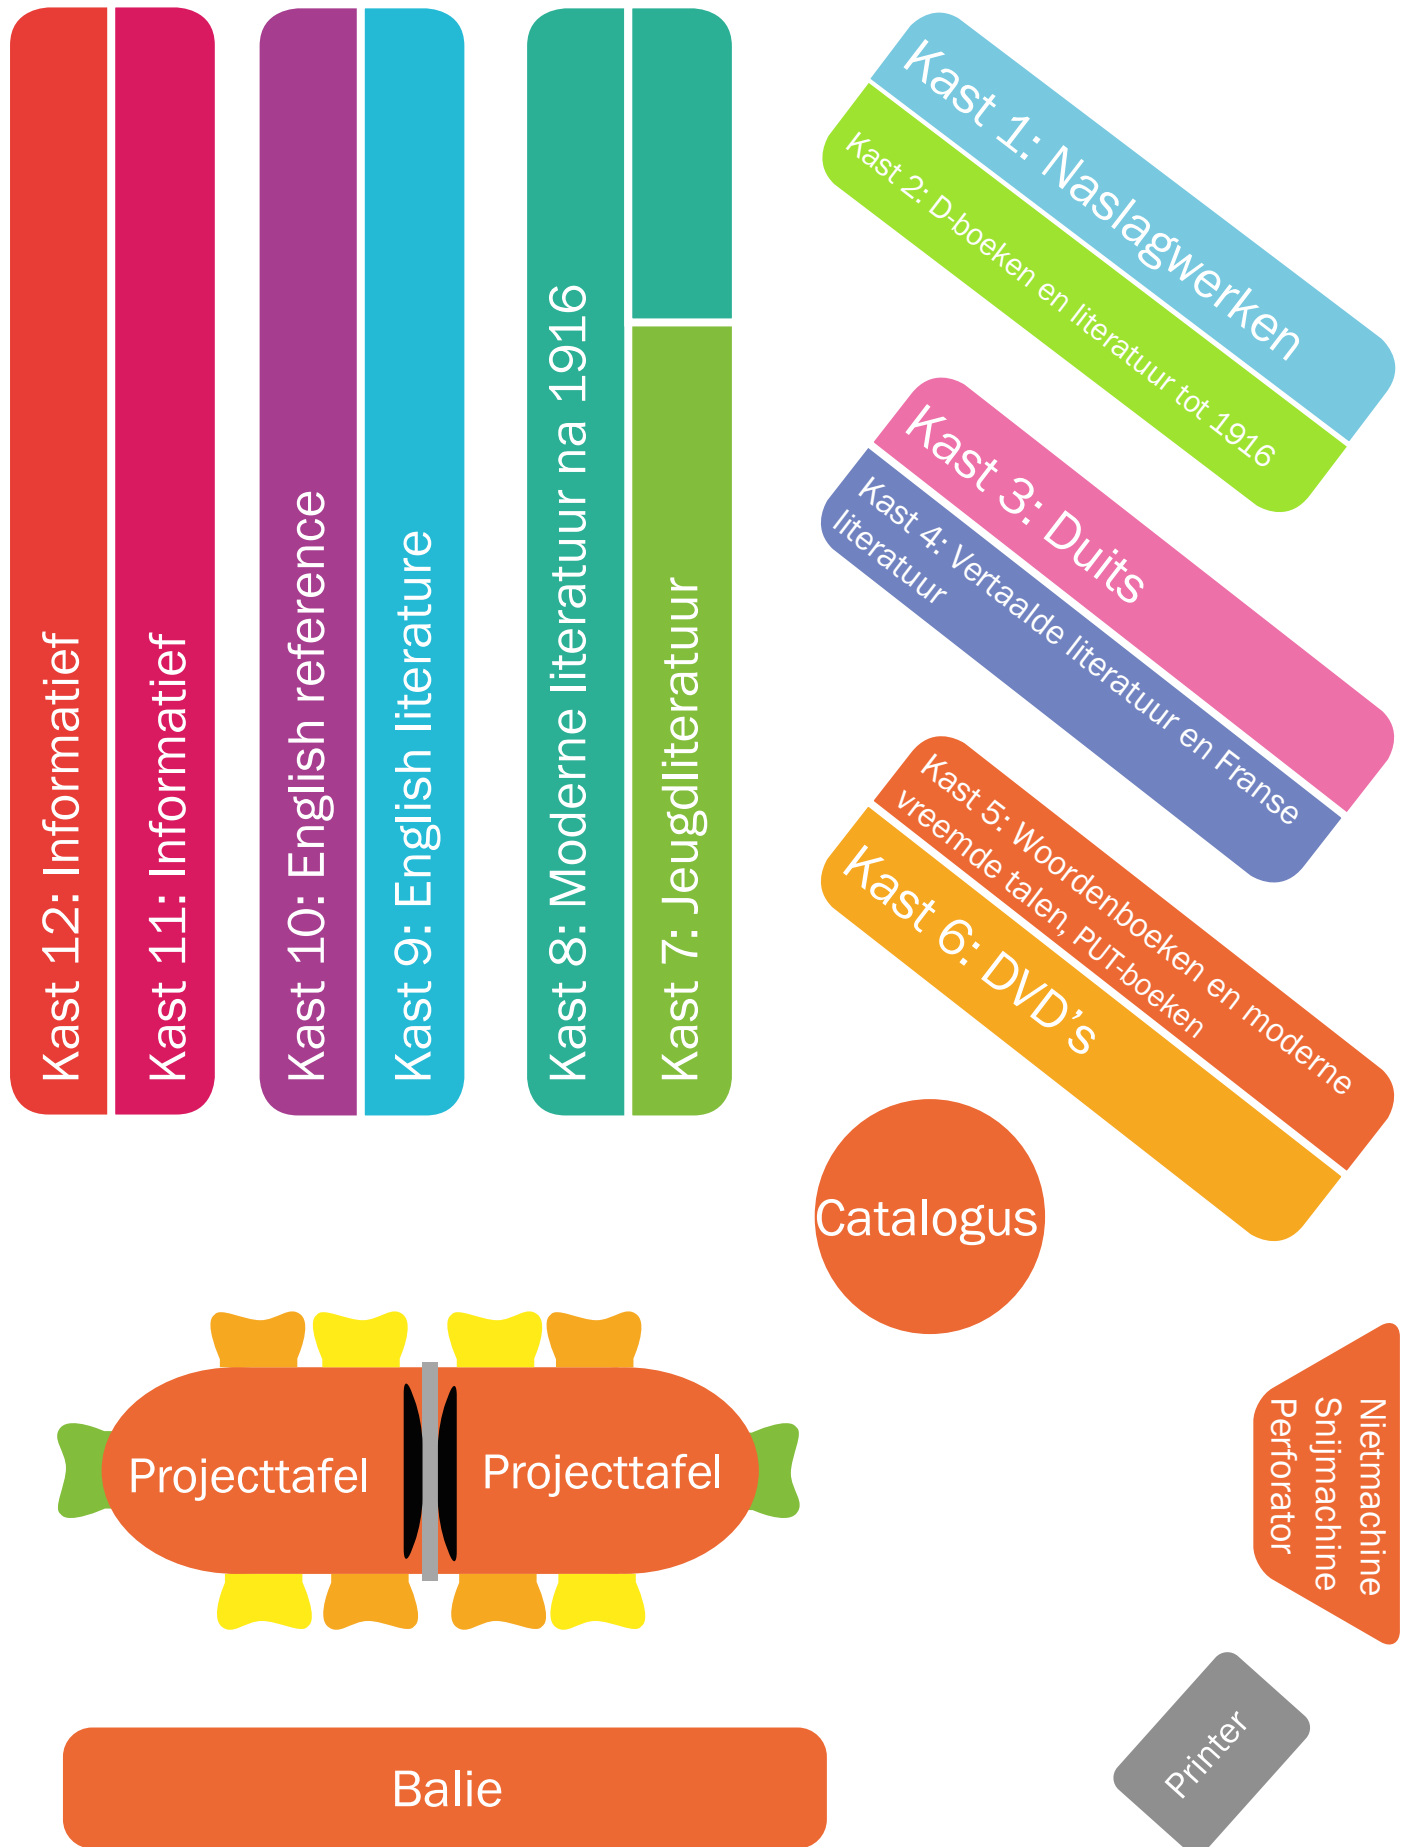 Kast 12: Informatief
Kast 11: Informatief
Kast 10: English reference
Kast 9: English literature
Kast 8: Moderne literatuur na 1916
Kast 7: Jeugdliteratuur
Kast 1: Naslagwerken
Kast 2: D-boeken en literatuur tot 1916
Kast 3: Duits
Kast 4: Vertaalde literatuur en Franse
literatuur
Kast 5: Woordenboeken en moderne
vreemde talen, PUT-boeken
Kast 6: DVD's
Catalogus
Projecttafel
Projecttafel
Nietmachine
Snijmachine
Perforator
Printer
Balie